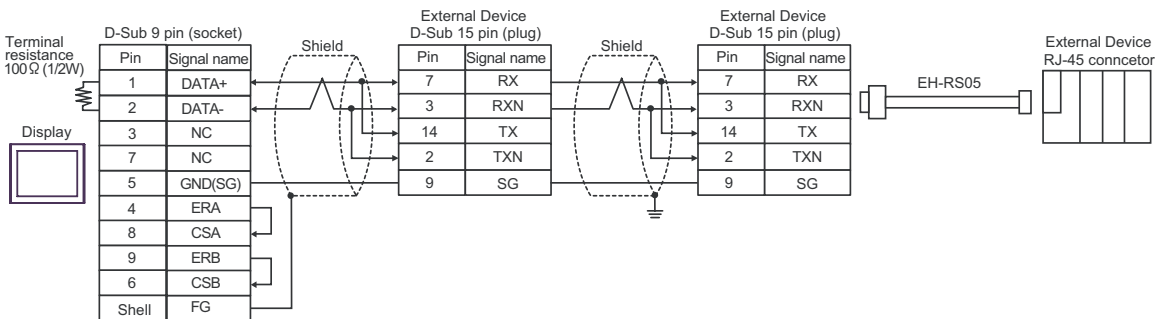 External Device
D-Sub 15 pin (plug)
External Device
D-Sub 15 pin (plug)
External Device
RJ-45 conncetor
Terminal
resistance
100Ω (1/2W)
D-Sub 9 pin (socket)
Shield
Shield
EH-RS05
Display
Pin Signal name
1 DATA+
2 DATA-
3 NC
7 NC
5 GND(SG)
4 ERA
8 CSA
9 ERB
6 CSB
Shell FG
Pin Signal name
7 RX
3 RXN
14 TX
2 TXN
9 SG
Pin Signal name
7 RX
3 RXN
14 TX
2 TXN
9 SG